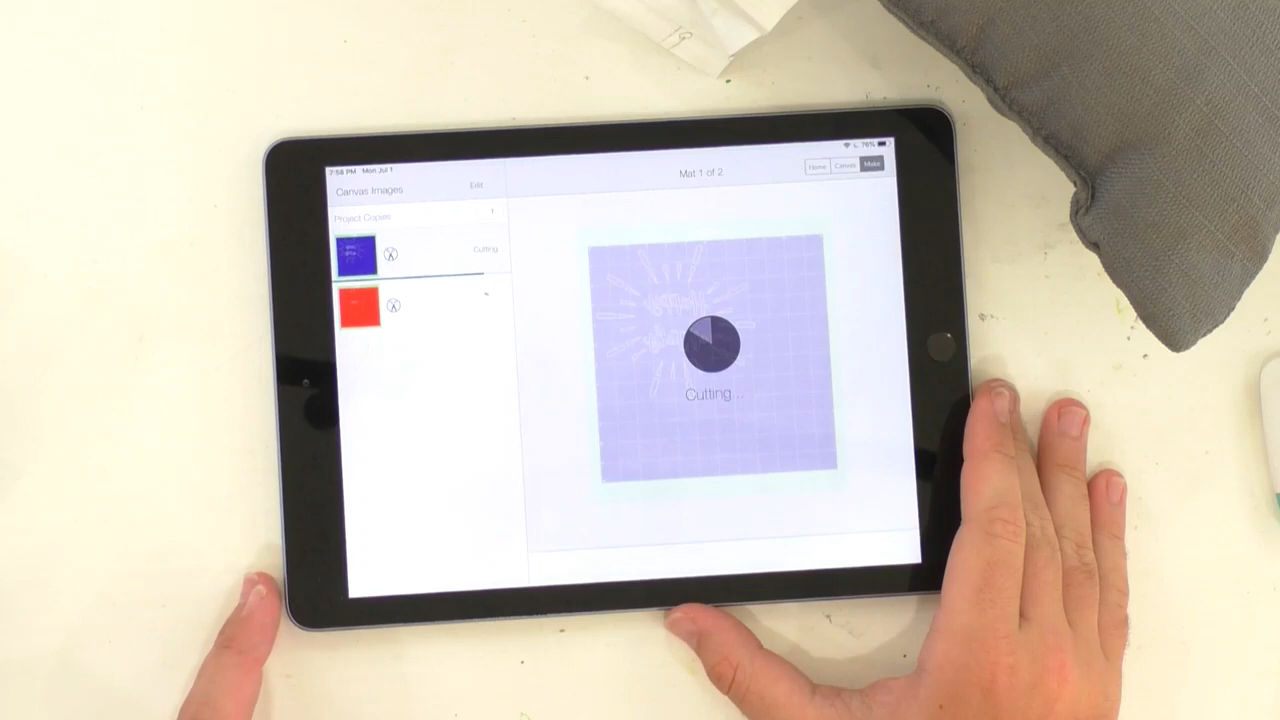 7:58 PM Mon Jul 1
76%
Canvas Images
Edit
Mat 1 of 2
Home
Canvas
Make
Project Copies
1
Cutting
Cutting...